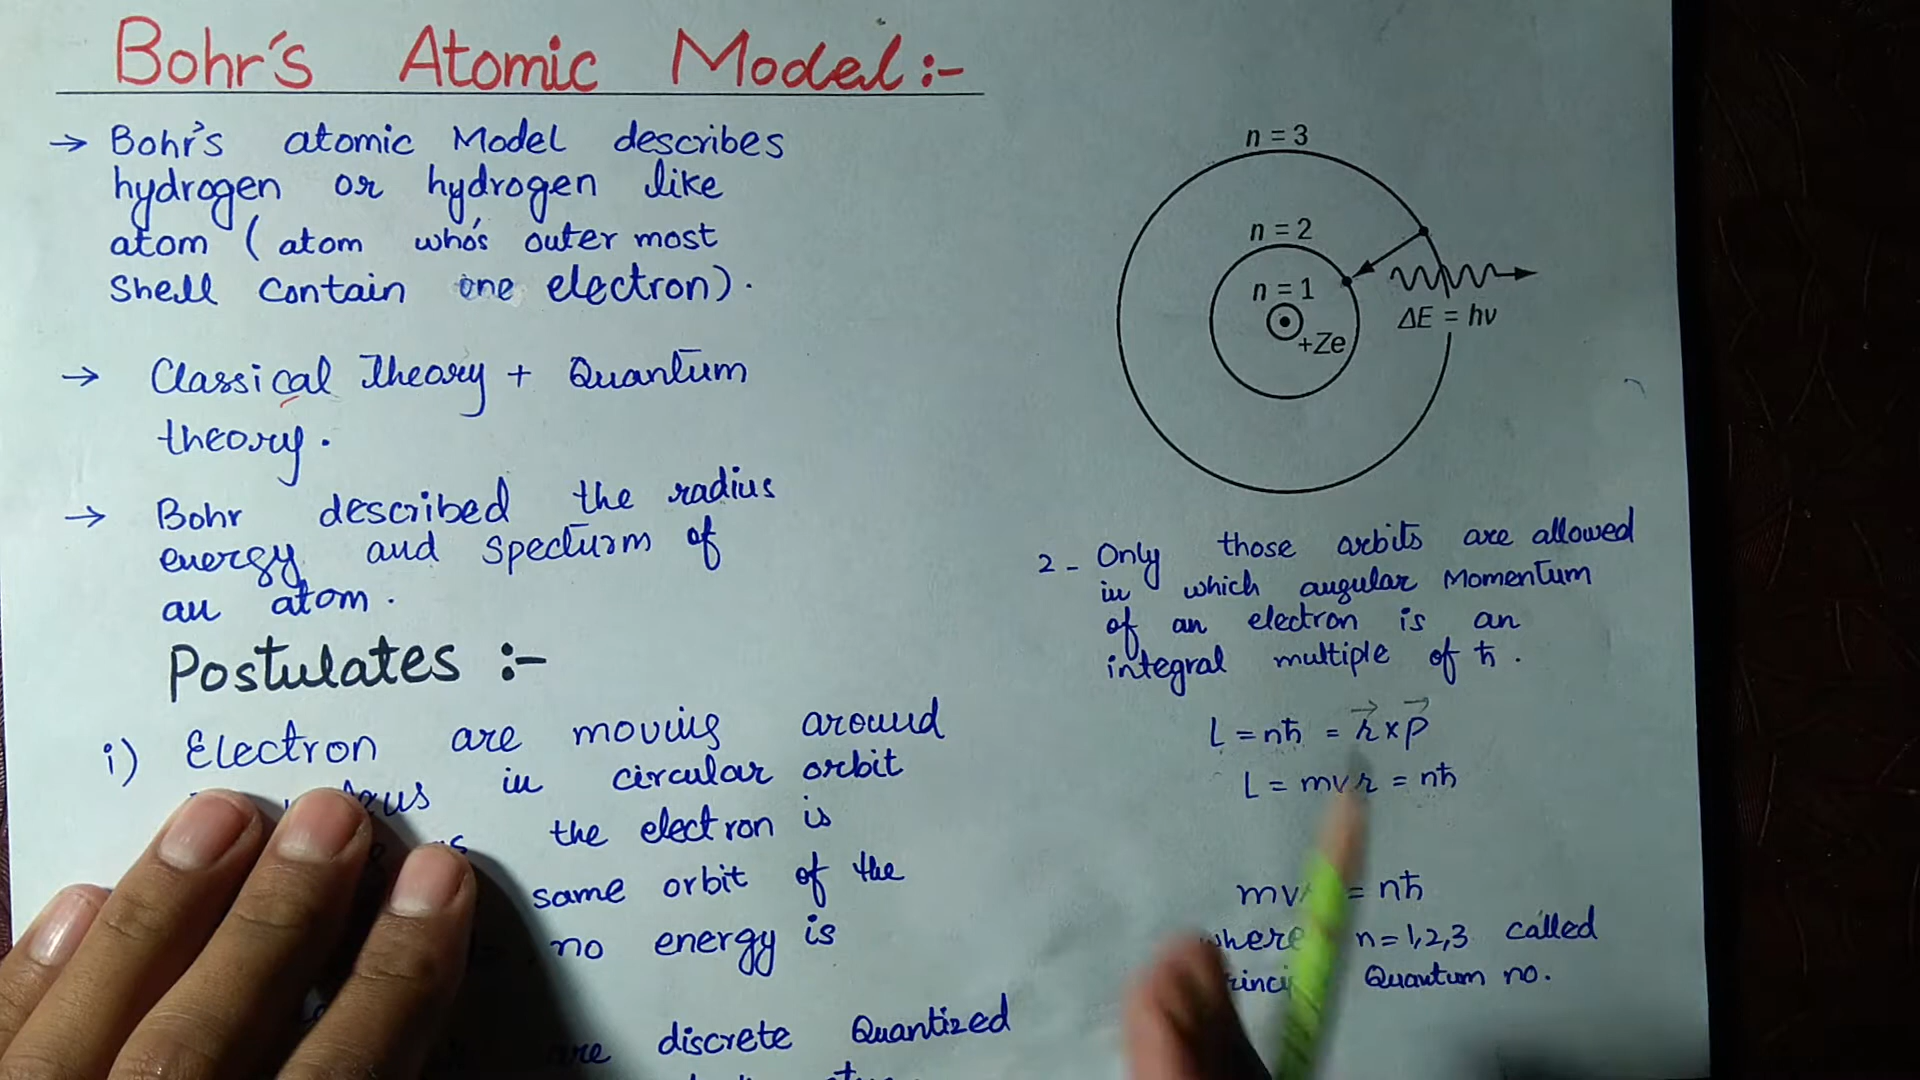 Bohr's Atomic Model:-
→ Bohr's atomic Model describes
hydrogen or hydrogen like
atom (atom who's outer most
Shell contain one electron).
→ Classical Theory + Quantum
theory.
→ Bohr described the radius
energy and specturm of
an atom.
Postulates :-
i) Electron are moving around
in circular orbit
the electron is
same orbit of the
no energy is
are discrete Quantized
n = 3
n = 2
n = 1
+Ze
ΔE = hν
2- Only those orbits are allowed
in which angular Momentum
of an electron is an
integral multiple of ħ.
L = nħ = r⃗ × p⃗
L = mvr = nħ
= nħ
where n=1,2,3 called
Quantum no.